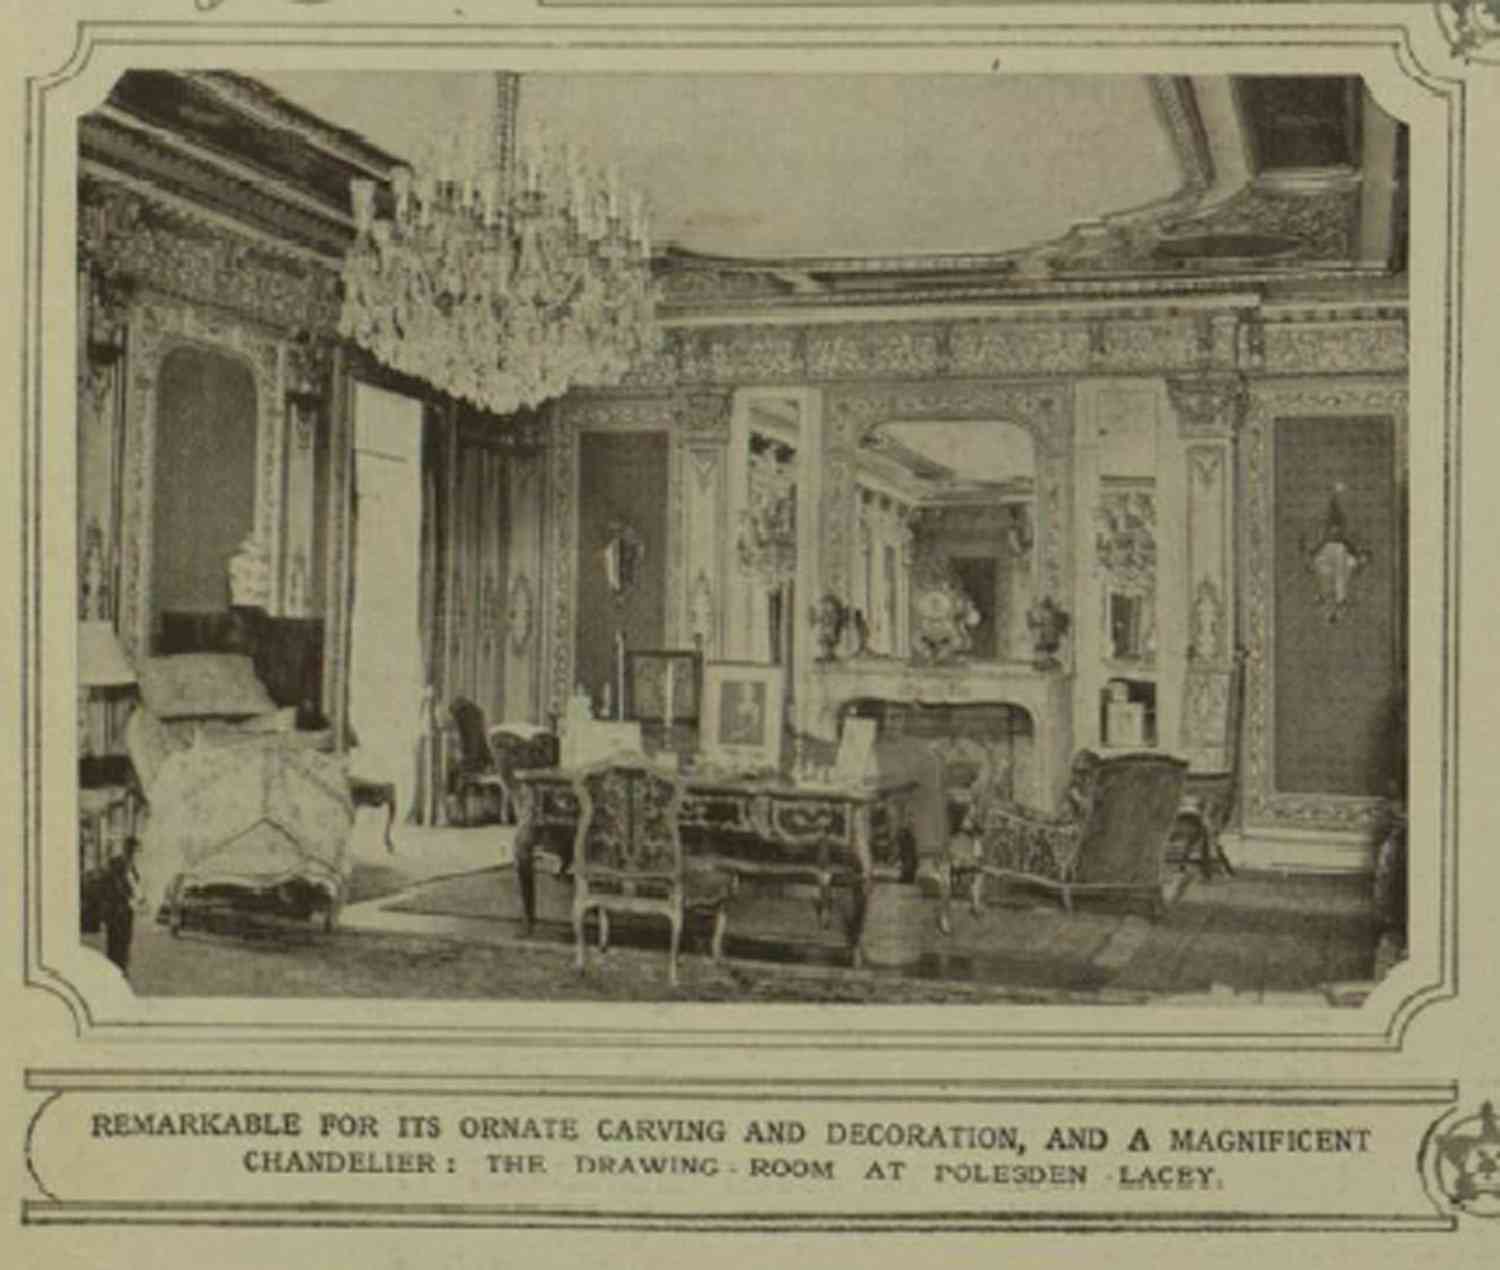 REMARKABLE FOR ITS ORNATE CARVING AND DECORATION, AND A MAGNIFICENT
CHANDELIER: THE DRAWING-ROOM AT POLESDEN LACEY.